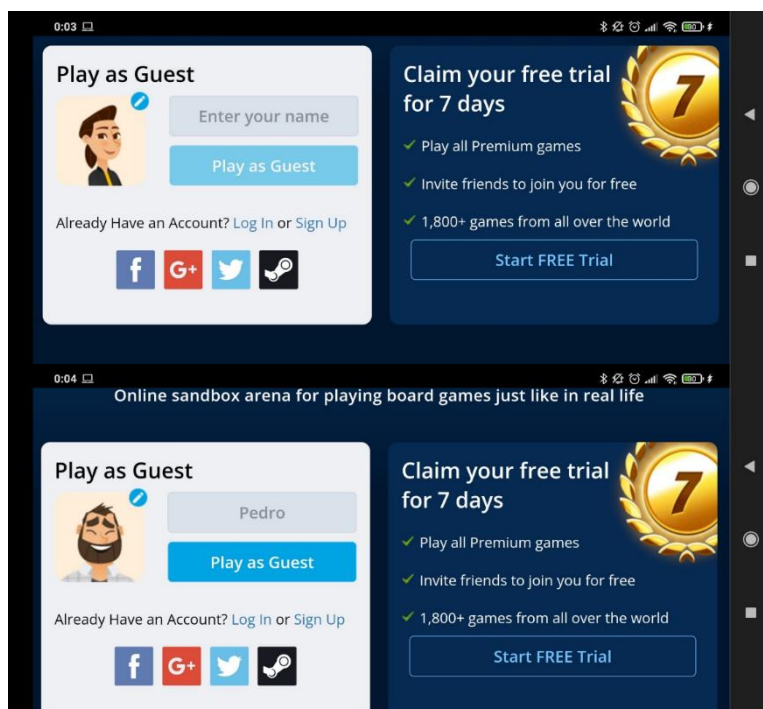 0:03
Play as Guest
Enter your name
Play as Guest
Already Have an Account? Log In or Sign Up
f G+
Claim your free trial
for 7 days
7
Play all Premium games
Invite friends to join you for free
1,800+ games from all over the world
Start FREE Trial
0:04
Online sandbox arena for playing board games just like in real life
Play as Guest
Pedro
Play as Guest
Already Have an Account? Log In or Sign Up
f G+
Claim your free trial
for 7 days
7
Play all Premium games
Invite friends to join you for free
1,800+ games from all over the world
Start FREE Trial